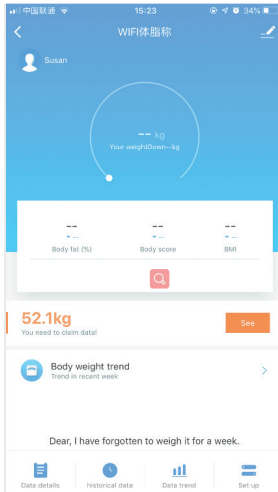 中国联通 15:23 34%
WIFI体脂称
Susan
-- kg
Your weightDown--kg
-- -- --
-- -- --
Body fat (%) Body score BMI
52.1kg
You need to claim data!
See
Body weight trend
Trend in recent week
Dear, I have forgotten to weigh it for a week.
Data details historical data Data trend Set up